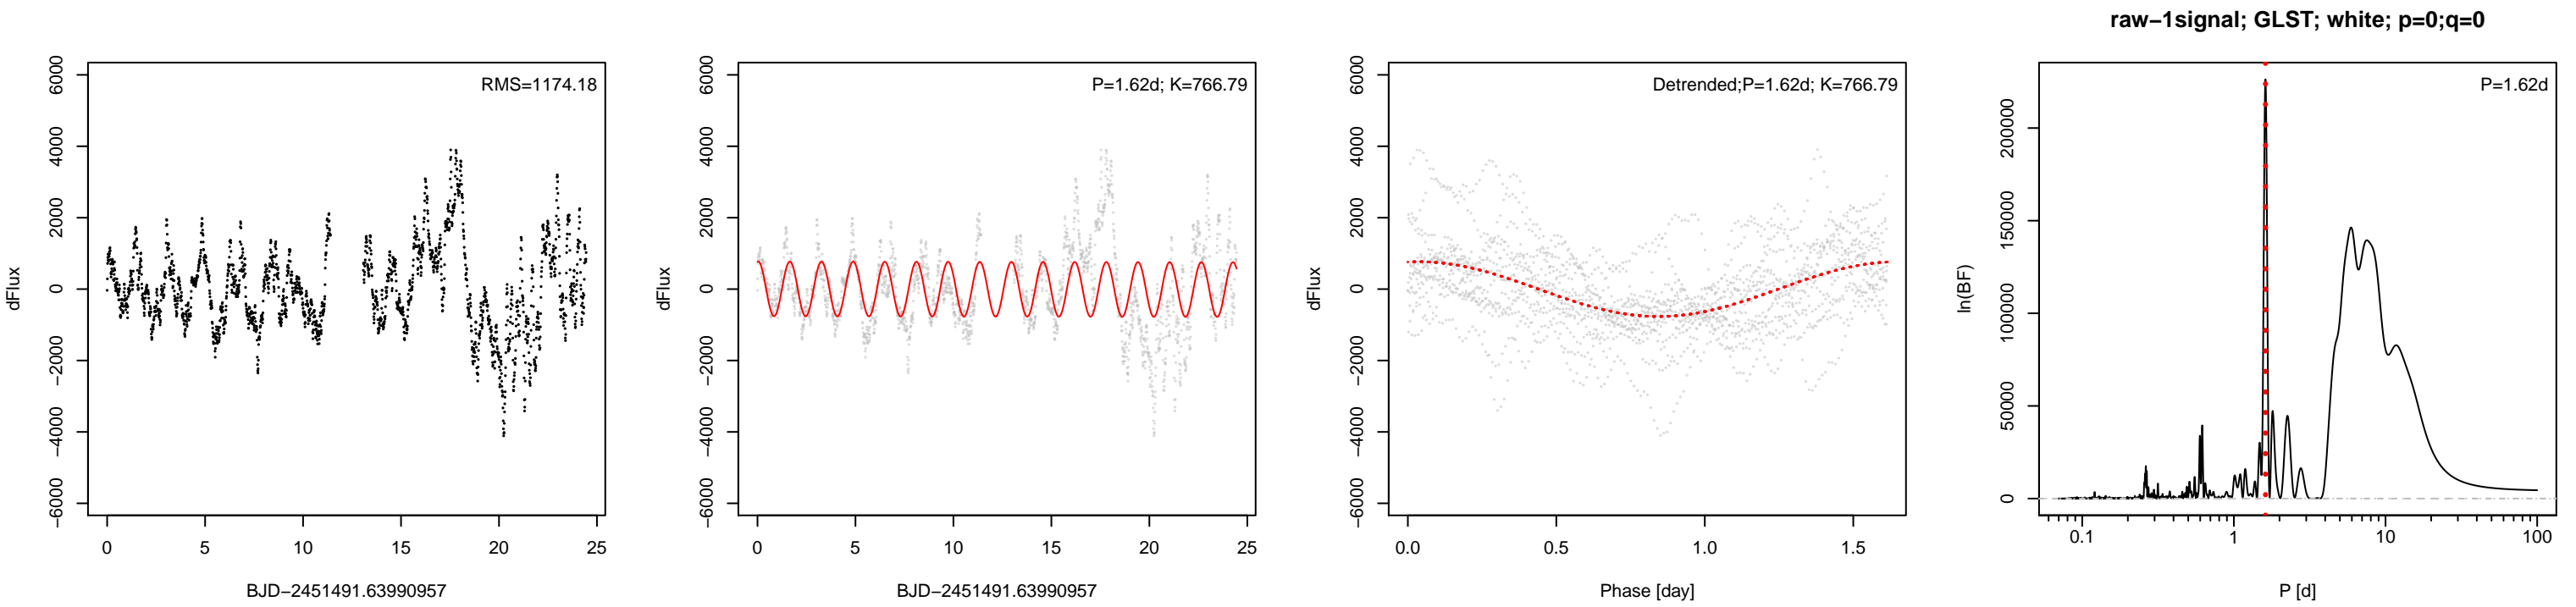 raw−1signal; GLST; white; p=0;q=0
RMS=1174.18
6000
4000
2000
0
−2000
−4000
−6000
dFlux
0 5 10 15 20 25
BJD−2451491.63990957
P=1.62d; K=766.79
6000
4000
2000
0
−2000
−4000
−6000
dFlux
0 5 10 15 20 25
BJD−2451491.63990957
Detrended;P=1.62d; K=766.79
6000
4000
2000
0
−2000
−4000
−6000
dFlux
0.0 0.5 1.0 1.5
Phase [day]
P=1.62d
200000
150000
100000
50000
0
ln(BF)
0.1 1 10 100
P [d]